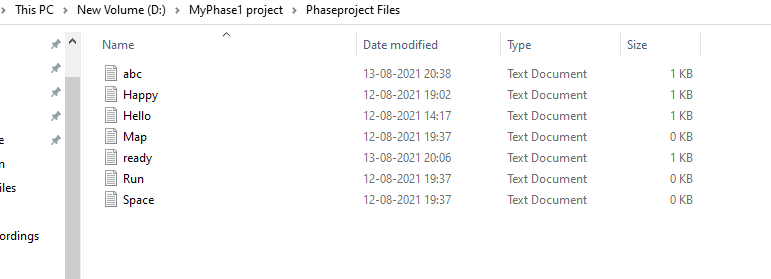 This PC > New Volume (D:) > MyPhase1 project > Phaseproject Files
Name Date modified Type Size
abc 13-08-2021 20:38 Text Document 1 KB
Happy 12-08-2021 19:02 Text Document 1 KB
Hello 12-08-2021 14:17 Text Document 1 KB
Map 12-08-2021 19:37 Text Document 0 KB
ready 13-08-2021 20:06 Text Document 1 KB
Run 12-08-2021 19:37 Text Document 0 KB
Space 12-08-2021 19:37 Text Document 0 KB